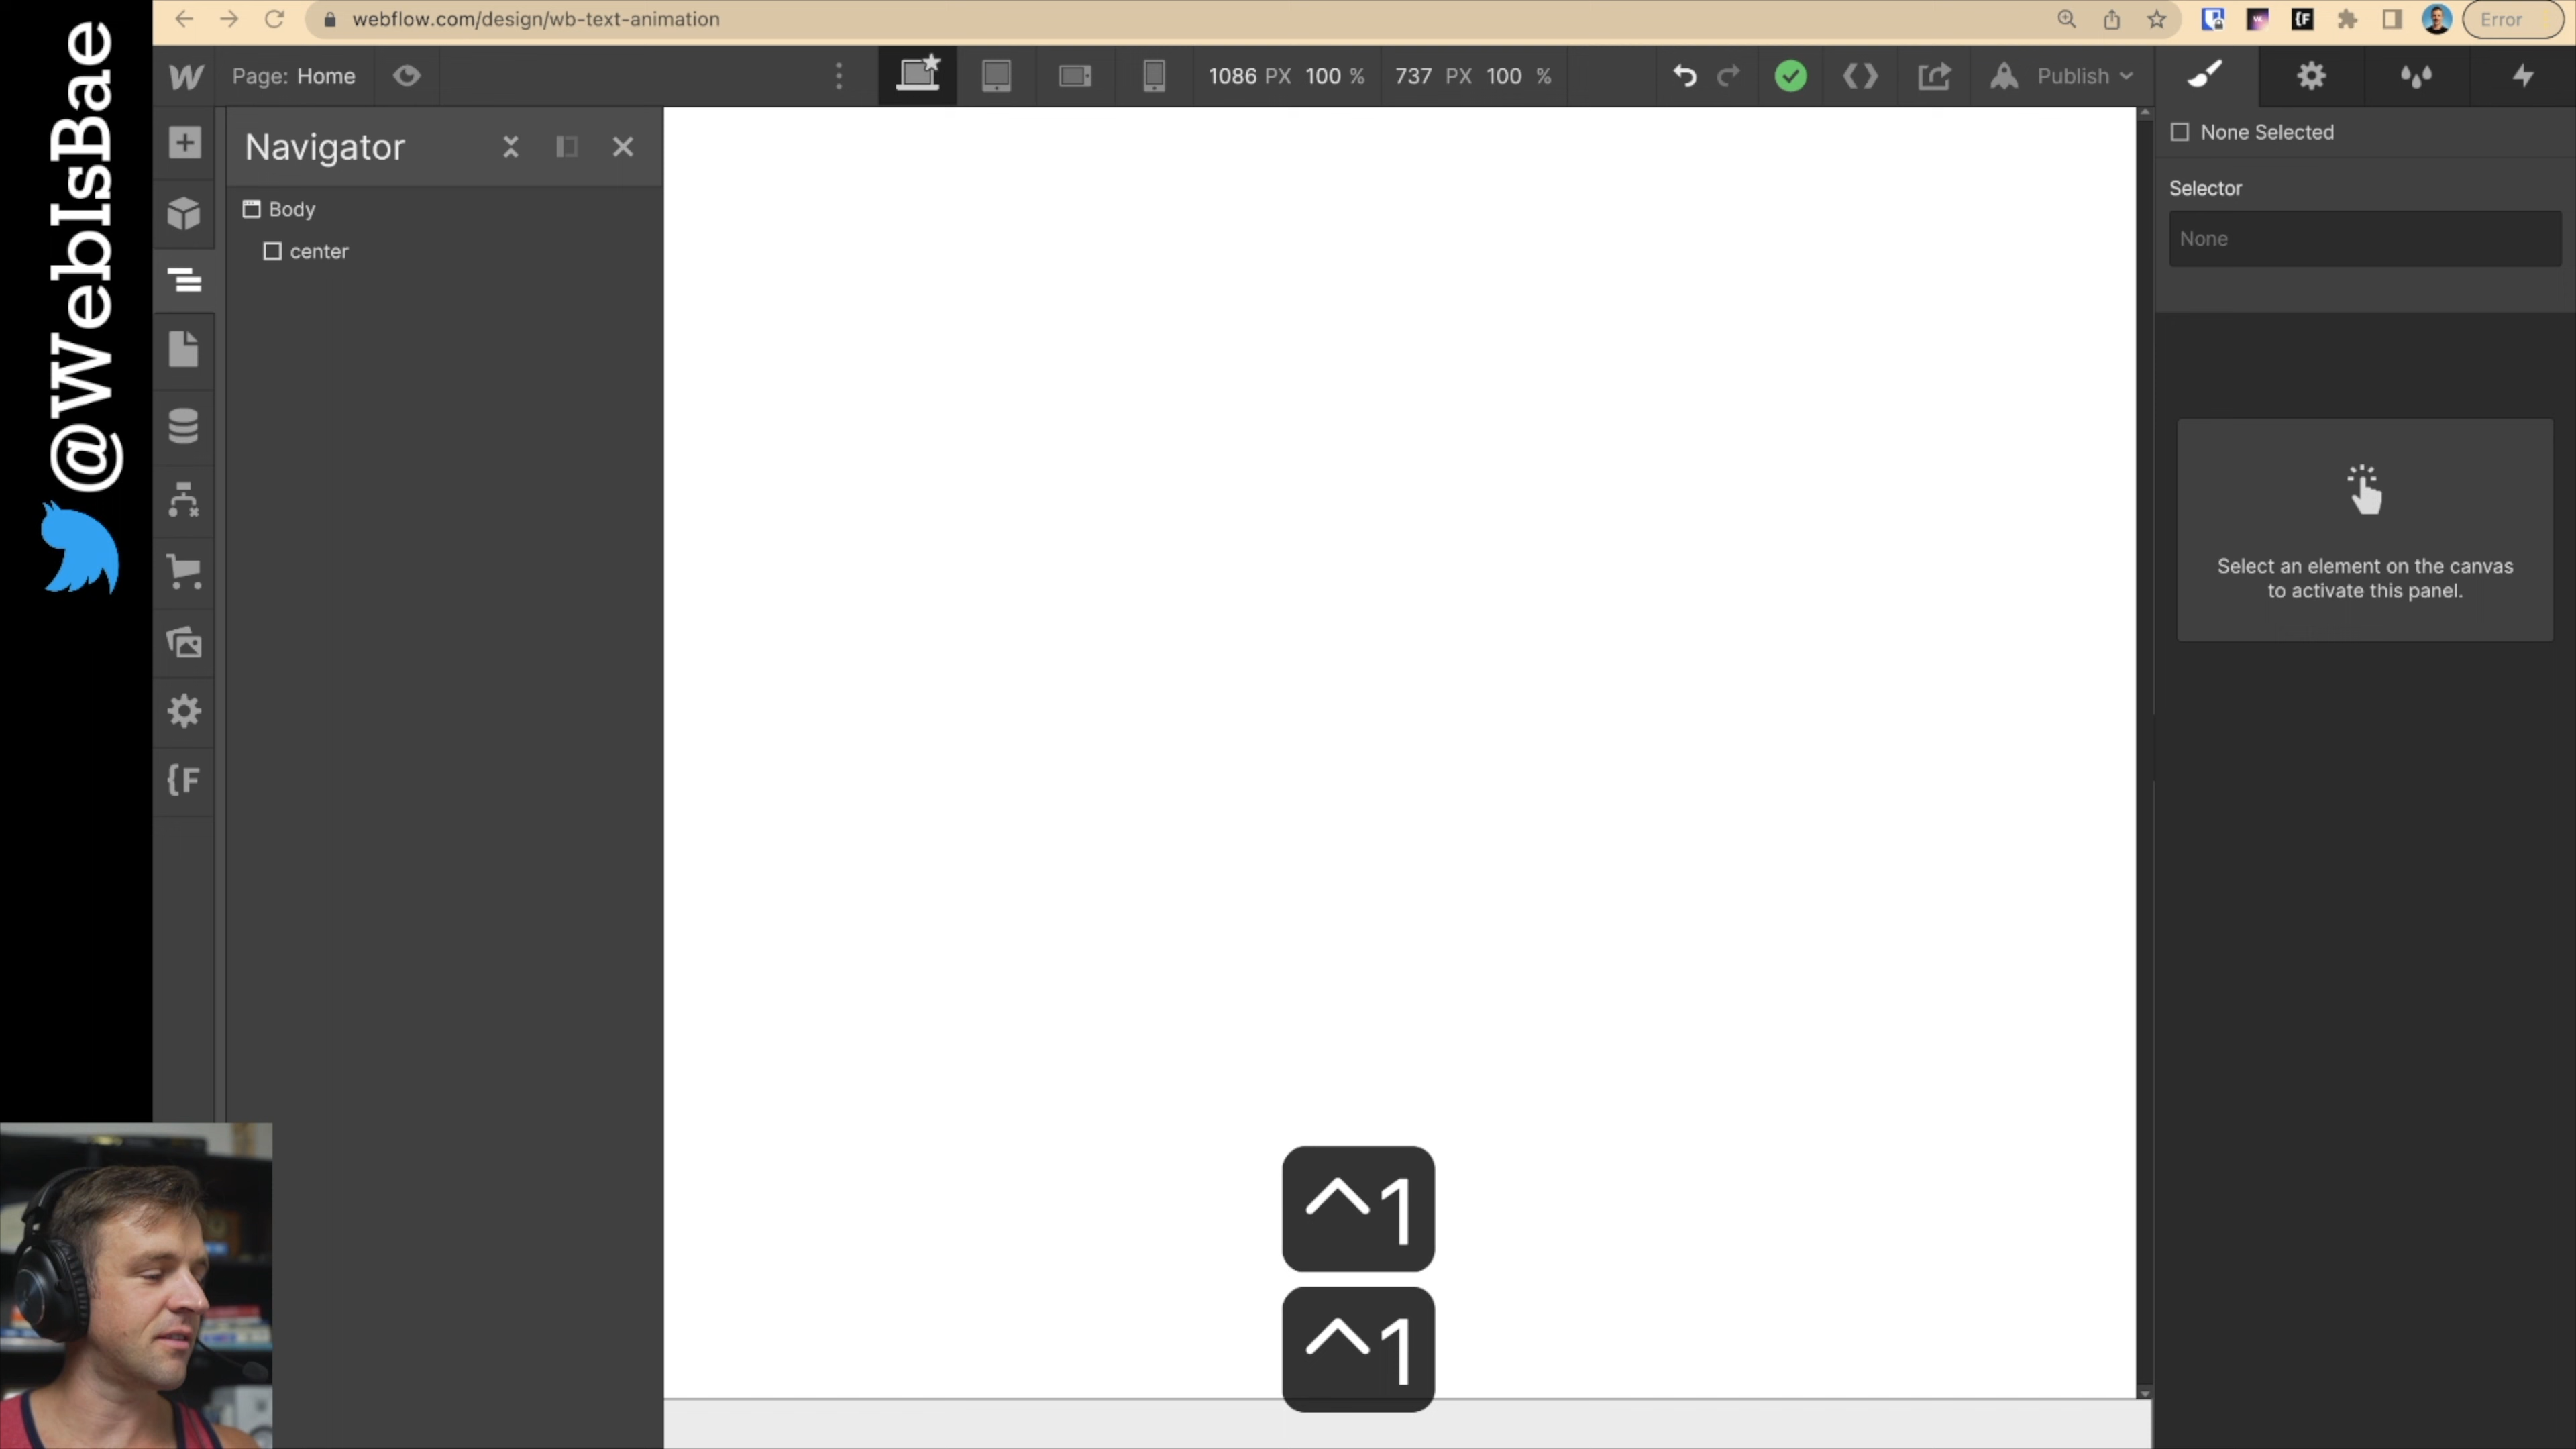 webflow.com/design/wb-text-animation
Error
Page: Home
1086 PX 100 %
737 PX 100 %
Publish
@WebIsBae
Navigator
Body
center
{F
None Selected
Selector
None
Select an element on the canvas
to activate this panel.
^1
^1